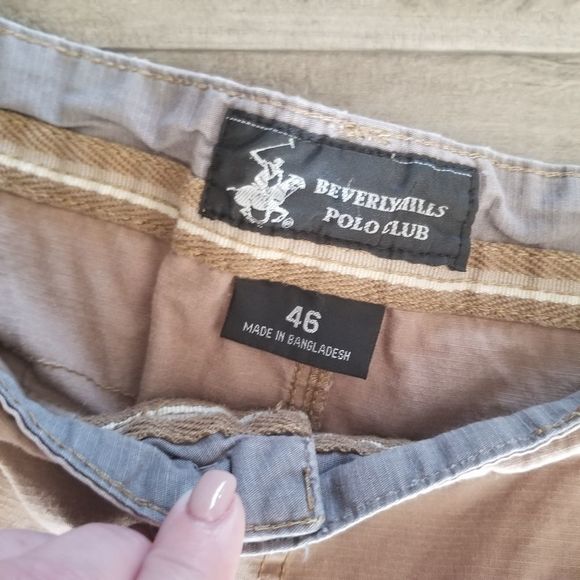 BEVERLY HILLS
POLO CLUB
46
MADE IN BANGLADESH